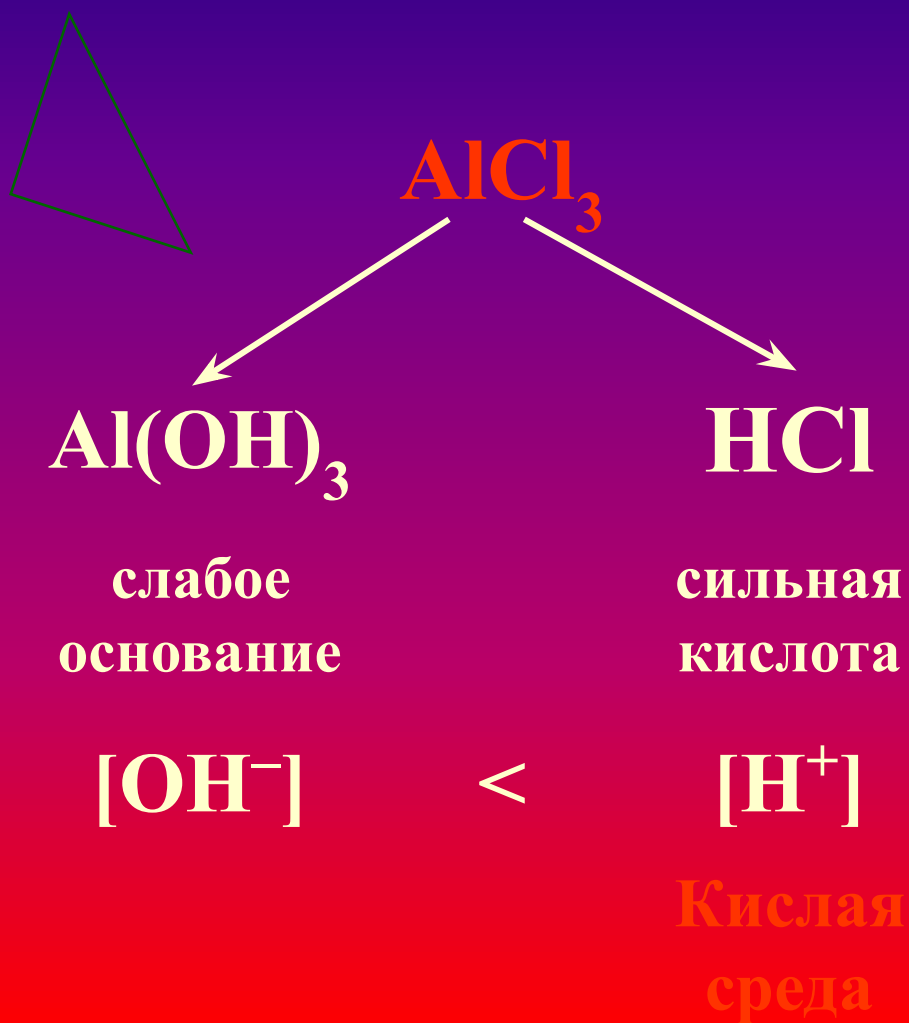 AlCl₃
Al(OH)₃ HCl
слабое сильная
основание кислота
[OH⁻] < [H⁺]
Кислая
среда